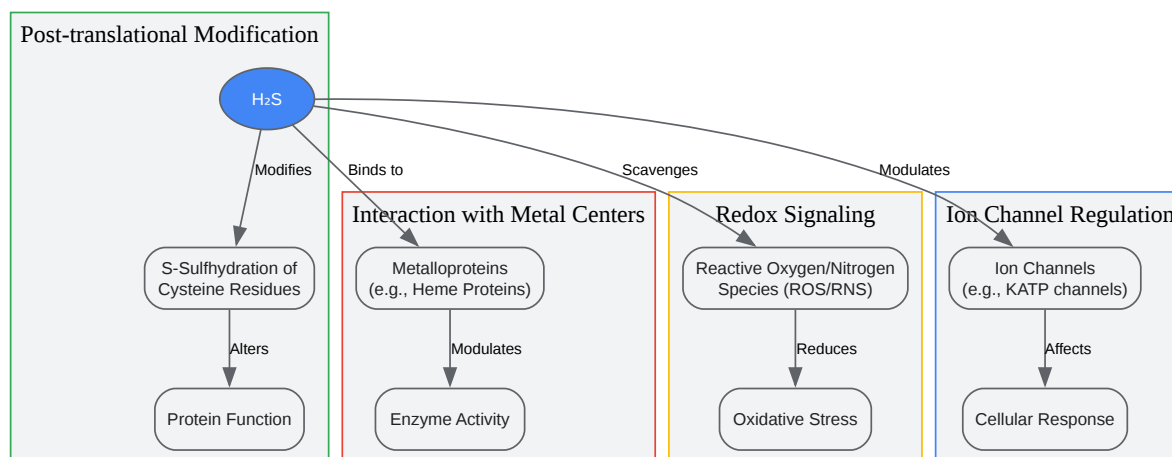 Post-translational Modification
H₂S
Modifies
Binds to
Scavenges
Modulates
Interaction with Metal Centers
Redox Signaling
Ion Channel Regulation
S-Sulfhydration of
Cysteine Residues
Metalloproteins
(e.g., Heme Proteins)
Reactive Oxygen/Nitrogen
Species (ROS/RNS)
Ion Channels
(e.g., KATP channels)
Alters
Modulates
Reduces
Affects
Protein Function
Enzyme Activity
Oxidative Stress
Cellular Response